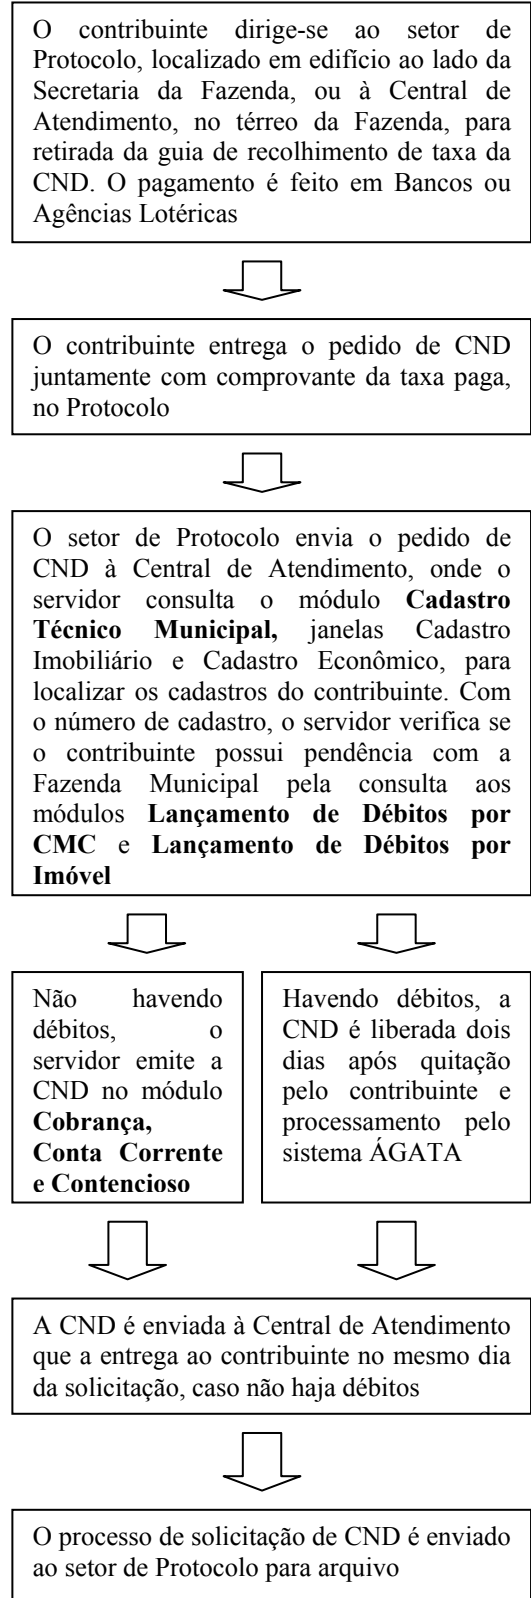 O contribuinte dirige-se ao setor de
Protocolo, localizado em edifício ao lado da
Secretaria da Fazenda, ou à Central de
Atendimento, no térreo da Fazenda, para
retirada da guia de recolhimento de taxa da
CND. O pagamento é feito em Bancos ou
Agências Lotéricas
O contribuinte entrega o pedido de CND
juntamente com comprovante da taxa paga,
no Protocolo
O setor de Protocolo envia o pedido de
CND à Central de Atendimento, onde o
servidor consulta o módulo Cadastro
Técnico Municipal, janelas Cadastro
Imobiliário e Cadastro Econômico, para
localizar os cadastros do contribuinte. Com
o número de cadastro, o servidor verifica se
o contribuinte possui pendência com a
Fazenda Municipal pela consulta aos
módulos Lançamento de Débitos por
CMC e Lançamento de Débitos por
Imóvel
Não havendo
débitos, o
servidor emite a
CND no módulo
Cobrança,
Conta Corrente
e Contencioso
Havendo débitos, a
CND é liberada dois
dias após quitação
pelo contribuinte e
processamento pelo
sistema ÁGATA
A CND é enviada à Central de Atendimento
que a entrega ao contribuinte no mesmo dia
da solicitação, caso não haja débitos
O processo de solicitação de CND é enviado
ao setor de Protocolo para arquivo